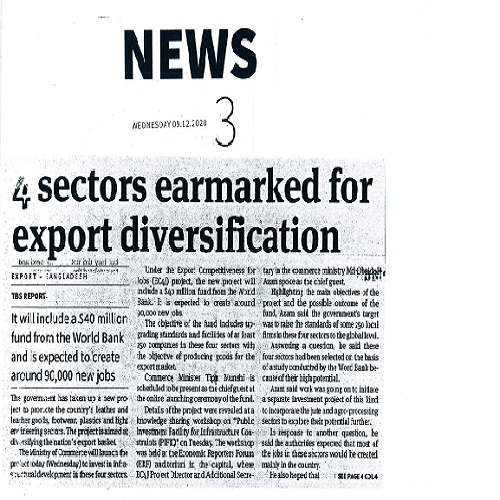 NEWS
WEDNESDAY 09.12.2020
3
4 sectors earmarked for
export diversification
EXPORT - BANGLADESH
TBS REPORT
It will include a $40 million
fund from the World Bank
and is expected to create
around 90,000 new jobs
The government has taken up a new pro-
ject to promote the country's leather and
leather goods, footwear, plastics and light
engineering sectors. The project is aimed at
diversifying the nation's export basket.
The Ministry of Commerce will launch the
project today (Wednesday) to invest in infra-
structural development in these four sectors.
Under the Export Competitiveness for
Jobs (EC4J) project, the new project will
include a $40 million fund from the World
Bank. It is expected to create around
90,000 new jobs.
The objective of the fund includes up-
grading standards and facilities of at least
250 companies in these four sectors with
the objective of producing goods for the
export market.
Commerce Minister Tipu Munshi is
scheduled to be present as the chief guest at
the online launching ceremony of the fund.
Details of the project were revealed at a
knowledge sharing workshop on "Public
Investment Facility for Infrastructure Con-
straints (PIFIC)" on Tuesday. The workshop
was held at the Economic Reporters Forum
(ERF) auditorium in the capital, where
EC4J Project Director and Additional Secre-
tary in the commerce ministry Md Obaidul
Azam spoke as the chief guest.
Highlighting the main objectives of the
project and the possible outcome of the
fund, Azam said the government's target
was to raise the standards of some 250 local
firms in these four sectors to the global level.
Answering a question, he said these
four sectors had been selected on the basis
of a study conducted by the Word Bank be-
cause of their high potential.
Azam said work was going on to initiate
a separate investment project of this kind
to incorporate the jute and agro-processing
sectors to explore their potential further.
In response to another question, he
said the authorities expected that most of
the jobs in these sectors would be created
mainly in the country.
He also hoped that
I SEE PAGE 4 COL 4